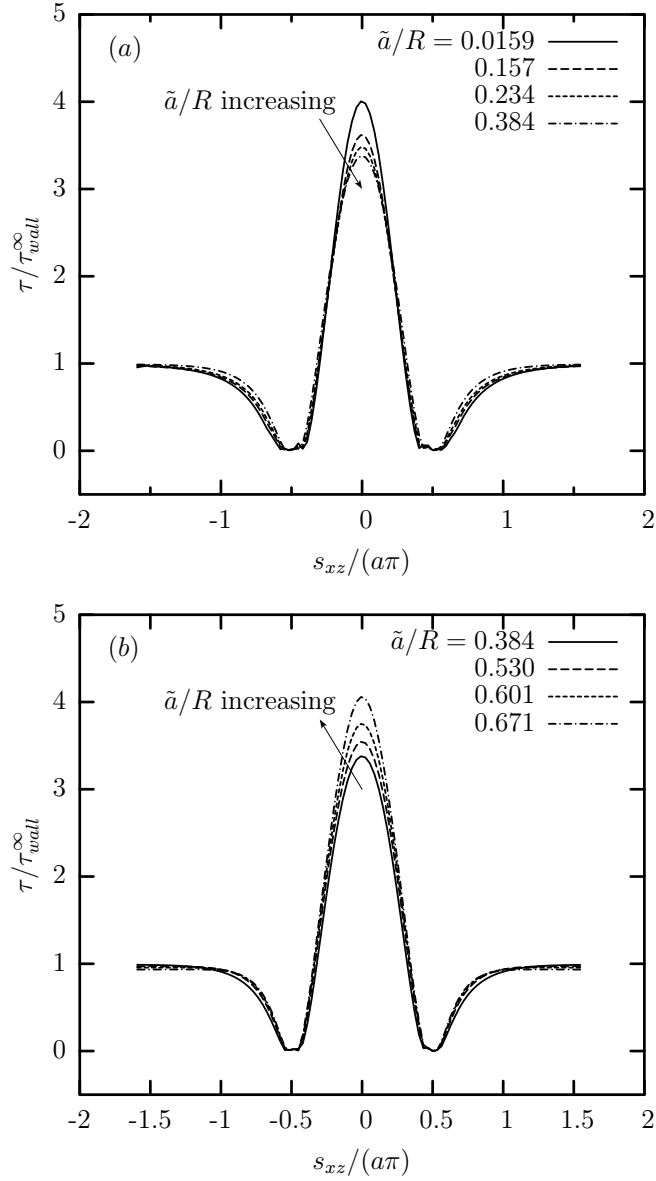 5
(a)
ã/R = 0.0159
0.157
0.234
0.384
4
ã/R increasing
3
τ/τ∞wall
2
1
0
-2 -1 0 1 2
s_xz/(aπ)
5
(b)
ã/R = 0.384
0.530
0.601
0.671
4
ã/R increasing
3
τ/τ∞wall
2
1
0
-2 -1.5 -1 -0.5 0 0.5 1 1.5 2
s_xz/(aπ)